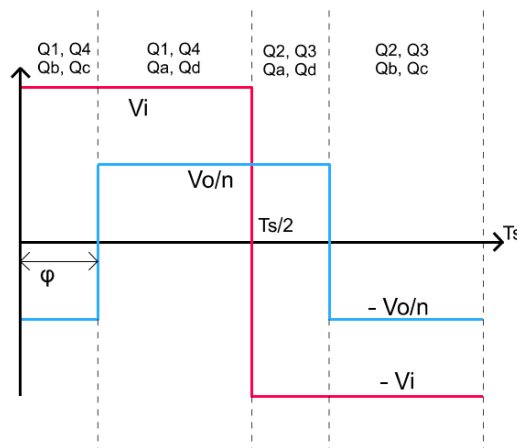 Q1, Q4
Qb, Qc
Q1, Q4
Qa, Qd
Q2, Q3
Qa, Qd
Q2, Q3
Qb, Qc
Vi
Vo/n
Ts/2
Ts
φ
- Vo/n
- Vi